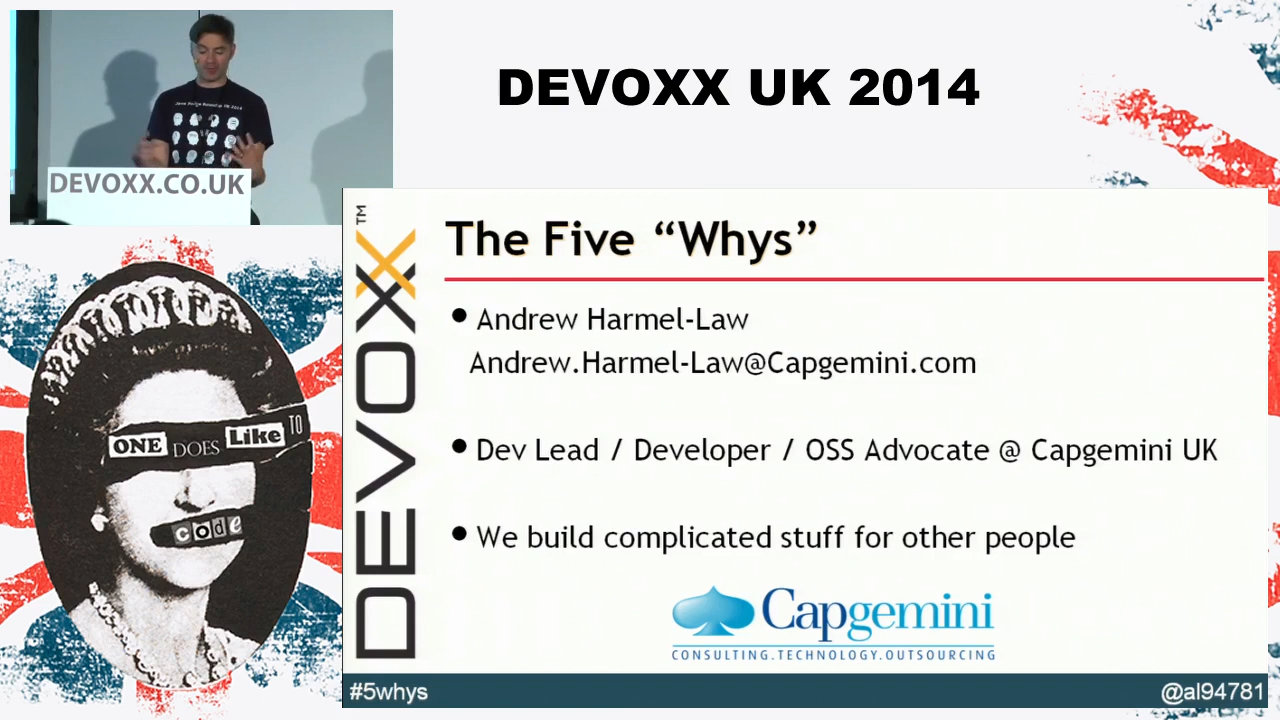 DEVOXX UK 2014
DEVOXX.CO.UK
DEVOXX™
The Five “Whys”
• Andrew Harmel-Law
Andrew.Harmel-Law@Capgemini.com
• Dev Lead / Developer / OSS Advocate @ Capgemini UK
• We build complicated stuff for other people
Capgemini
CONSULTING.TECHNOLOGY.OUTSOURCING
#5whys
@al94781
ONE DOES Like TO
code